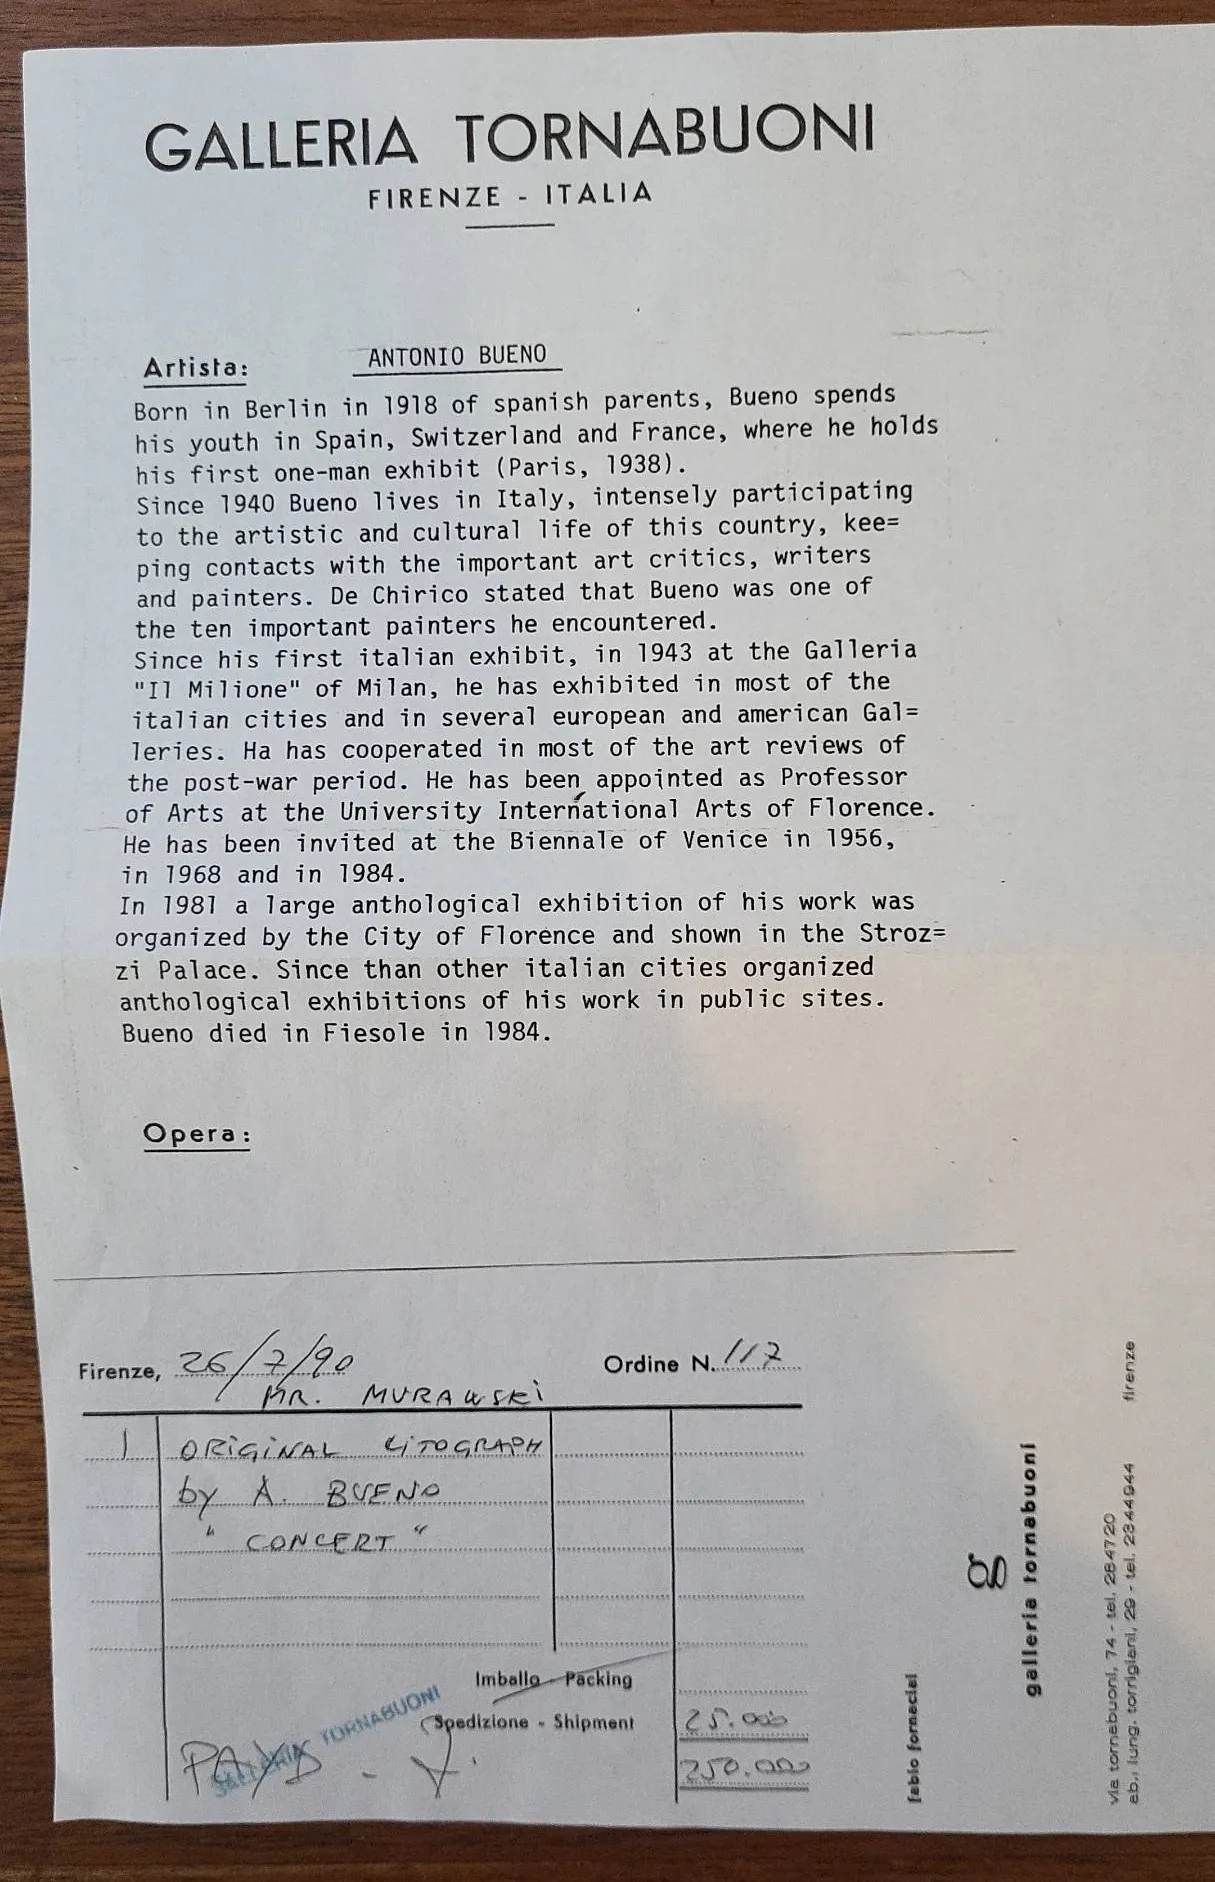 GALLERIA TORNABUONI
FIRENZE - ITALIA
Artista: ANTONIO BUENO
Born in Berlin in 1918 of spanish parents, Bueno spends
his youth in Spain, Switzerland and France, where he holds
his first one-man exhibit (Paris, 1938).
Since 1940 Bueno lives in Italy, intensely participating
to the artistic and cultural life of this country, kee=
ping contacts with the important art critics, writers
and painters. De Chirico stated that Bueno was one of
the ten important painters he encountered.
Since his first italian exhibit, in 1943 at the Galleria
"Il Milione" of Milan, he has exhibited in most of the
italian cities and in several european and american Gal=
leries. Ha has cooperated in most of the art reviews of
the post-war period. He has been appointed as Professor
of Arts at the University International Arts of Florence.
He has been invited at the Biennale of Venice in 1956,
in 1968 and in 1984.
In 1981 a large anthological exhibition of his work was
organized by the City of Florence and shown in the Stroz=
zi Palace. Since than other italian cities organized
anthological exhibitions of his work in public sites.
Bueno died in Fiesole in 1984.
Opera:
Firenze, 26/7/90 Ordine N. 117
MR. MURAWSKI
1 ORIGINAL LITOGRAPH
by A. BUENO
" CONCERT "
Imballo - Packing
Spedizione - Shipment 25.000
250.000
GALLERIA TORNABUONI
PAYD
fabio fornaciai
g
galleria tornabuoni
via tornabuoni, 74 - tel. 284720
ab., lung. torrigiani, 29 - tel. 2344944 firenze